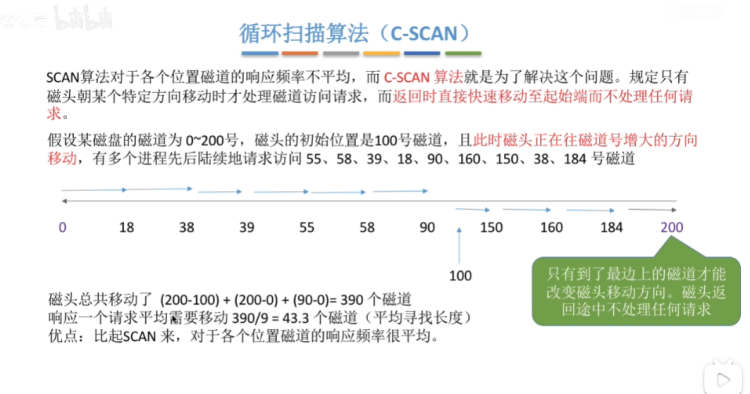 循环扫描算法（C-SCAN）
SCAN算法对于各个位置磁道的响应频率不平均，而 C-SCAN 算法就是为了解决这个问题。规定只有
磁头朝某个特定方向移动时才处理磁道访问请求，而返回时直接快速移动至起始端而不处理任何请
求。
假设某磁盘的磁道为 0~200号，磁头的初始位置是100号磁道，且此时磁头正在往磁道号增大的方向
移动，有多个进程先后陆续地请求访问 55、58、39、18、90、160、150、38、184 号磁道
0 18 38 39 55 58 90 150 160 184 200
100
只有到了最边上的磁道才能
改变磁头移动方向。磁头返
回途中不处理任何请求
磁头总共移动了 (200-100) + (200-0) + (90-0)= 390 个磁道
响应一个请求平均需要移动 390/9 = 43.3 个磁道（平均寻找长度）
优点：比起SCAN 来，对于各个位置磁道的响应频率很平均。